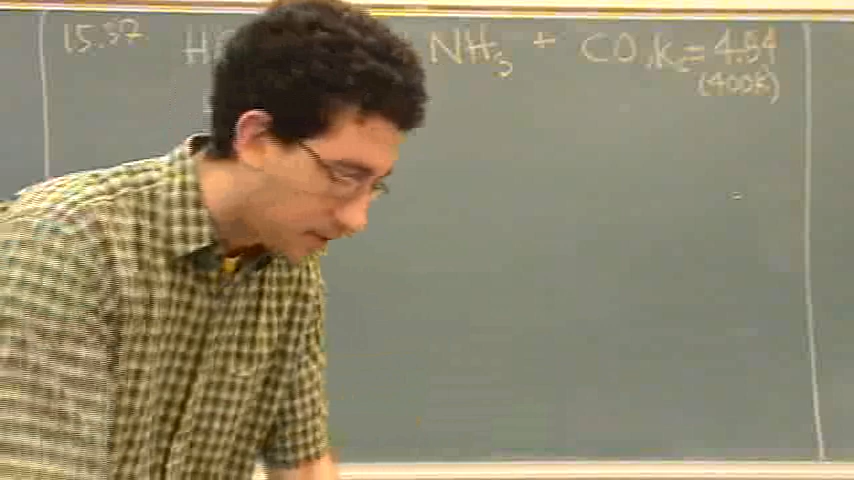 15.57 H NH₃ + CO, Kc = 4.84
(400K)